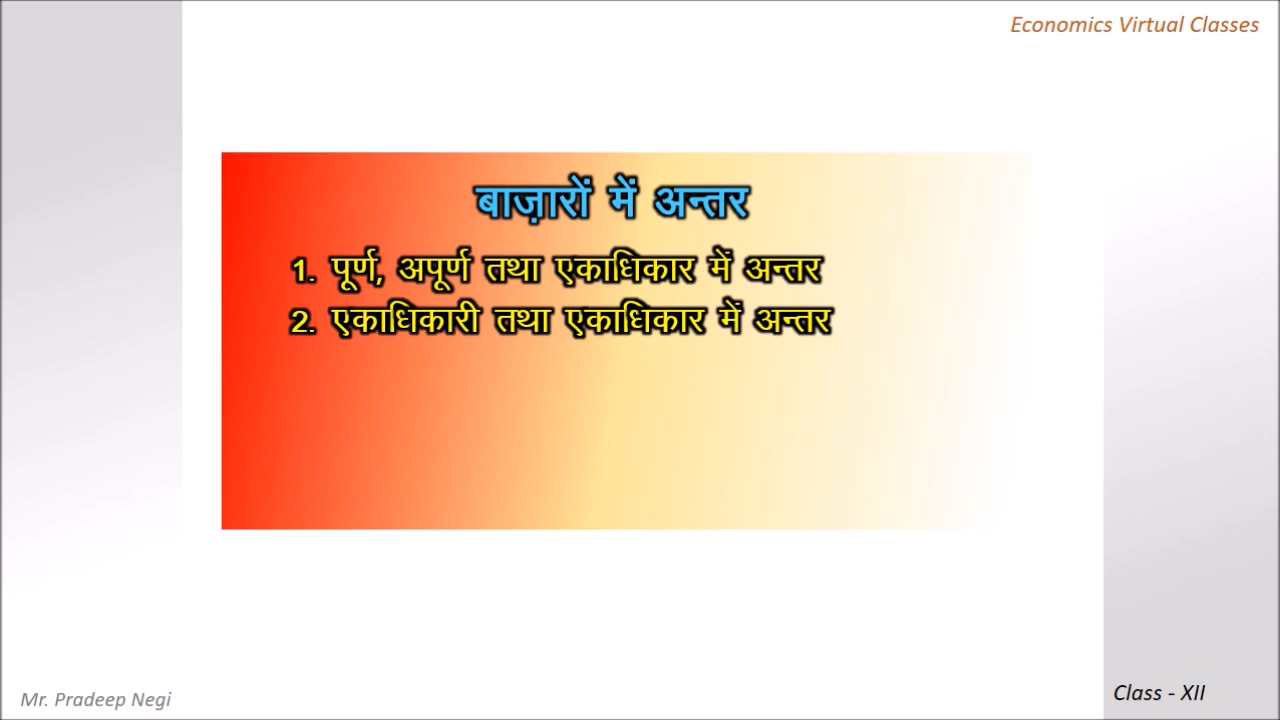 Economics Virtual Classes
बाज़ारों में अन्तर
1. पूर्ण, अपूर्ण तथा एकाधिकार में अन्तर
2. एकाधिकारी तथा एकाधिकार में अन्तर
Mr. Pradeep Negi
Class - XII